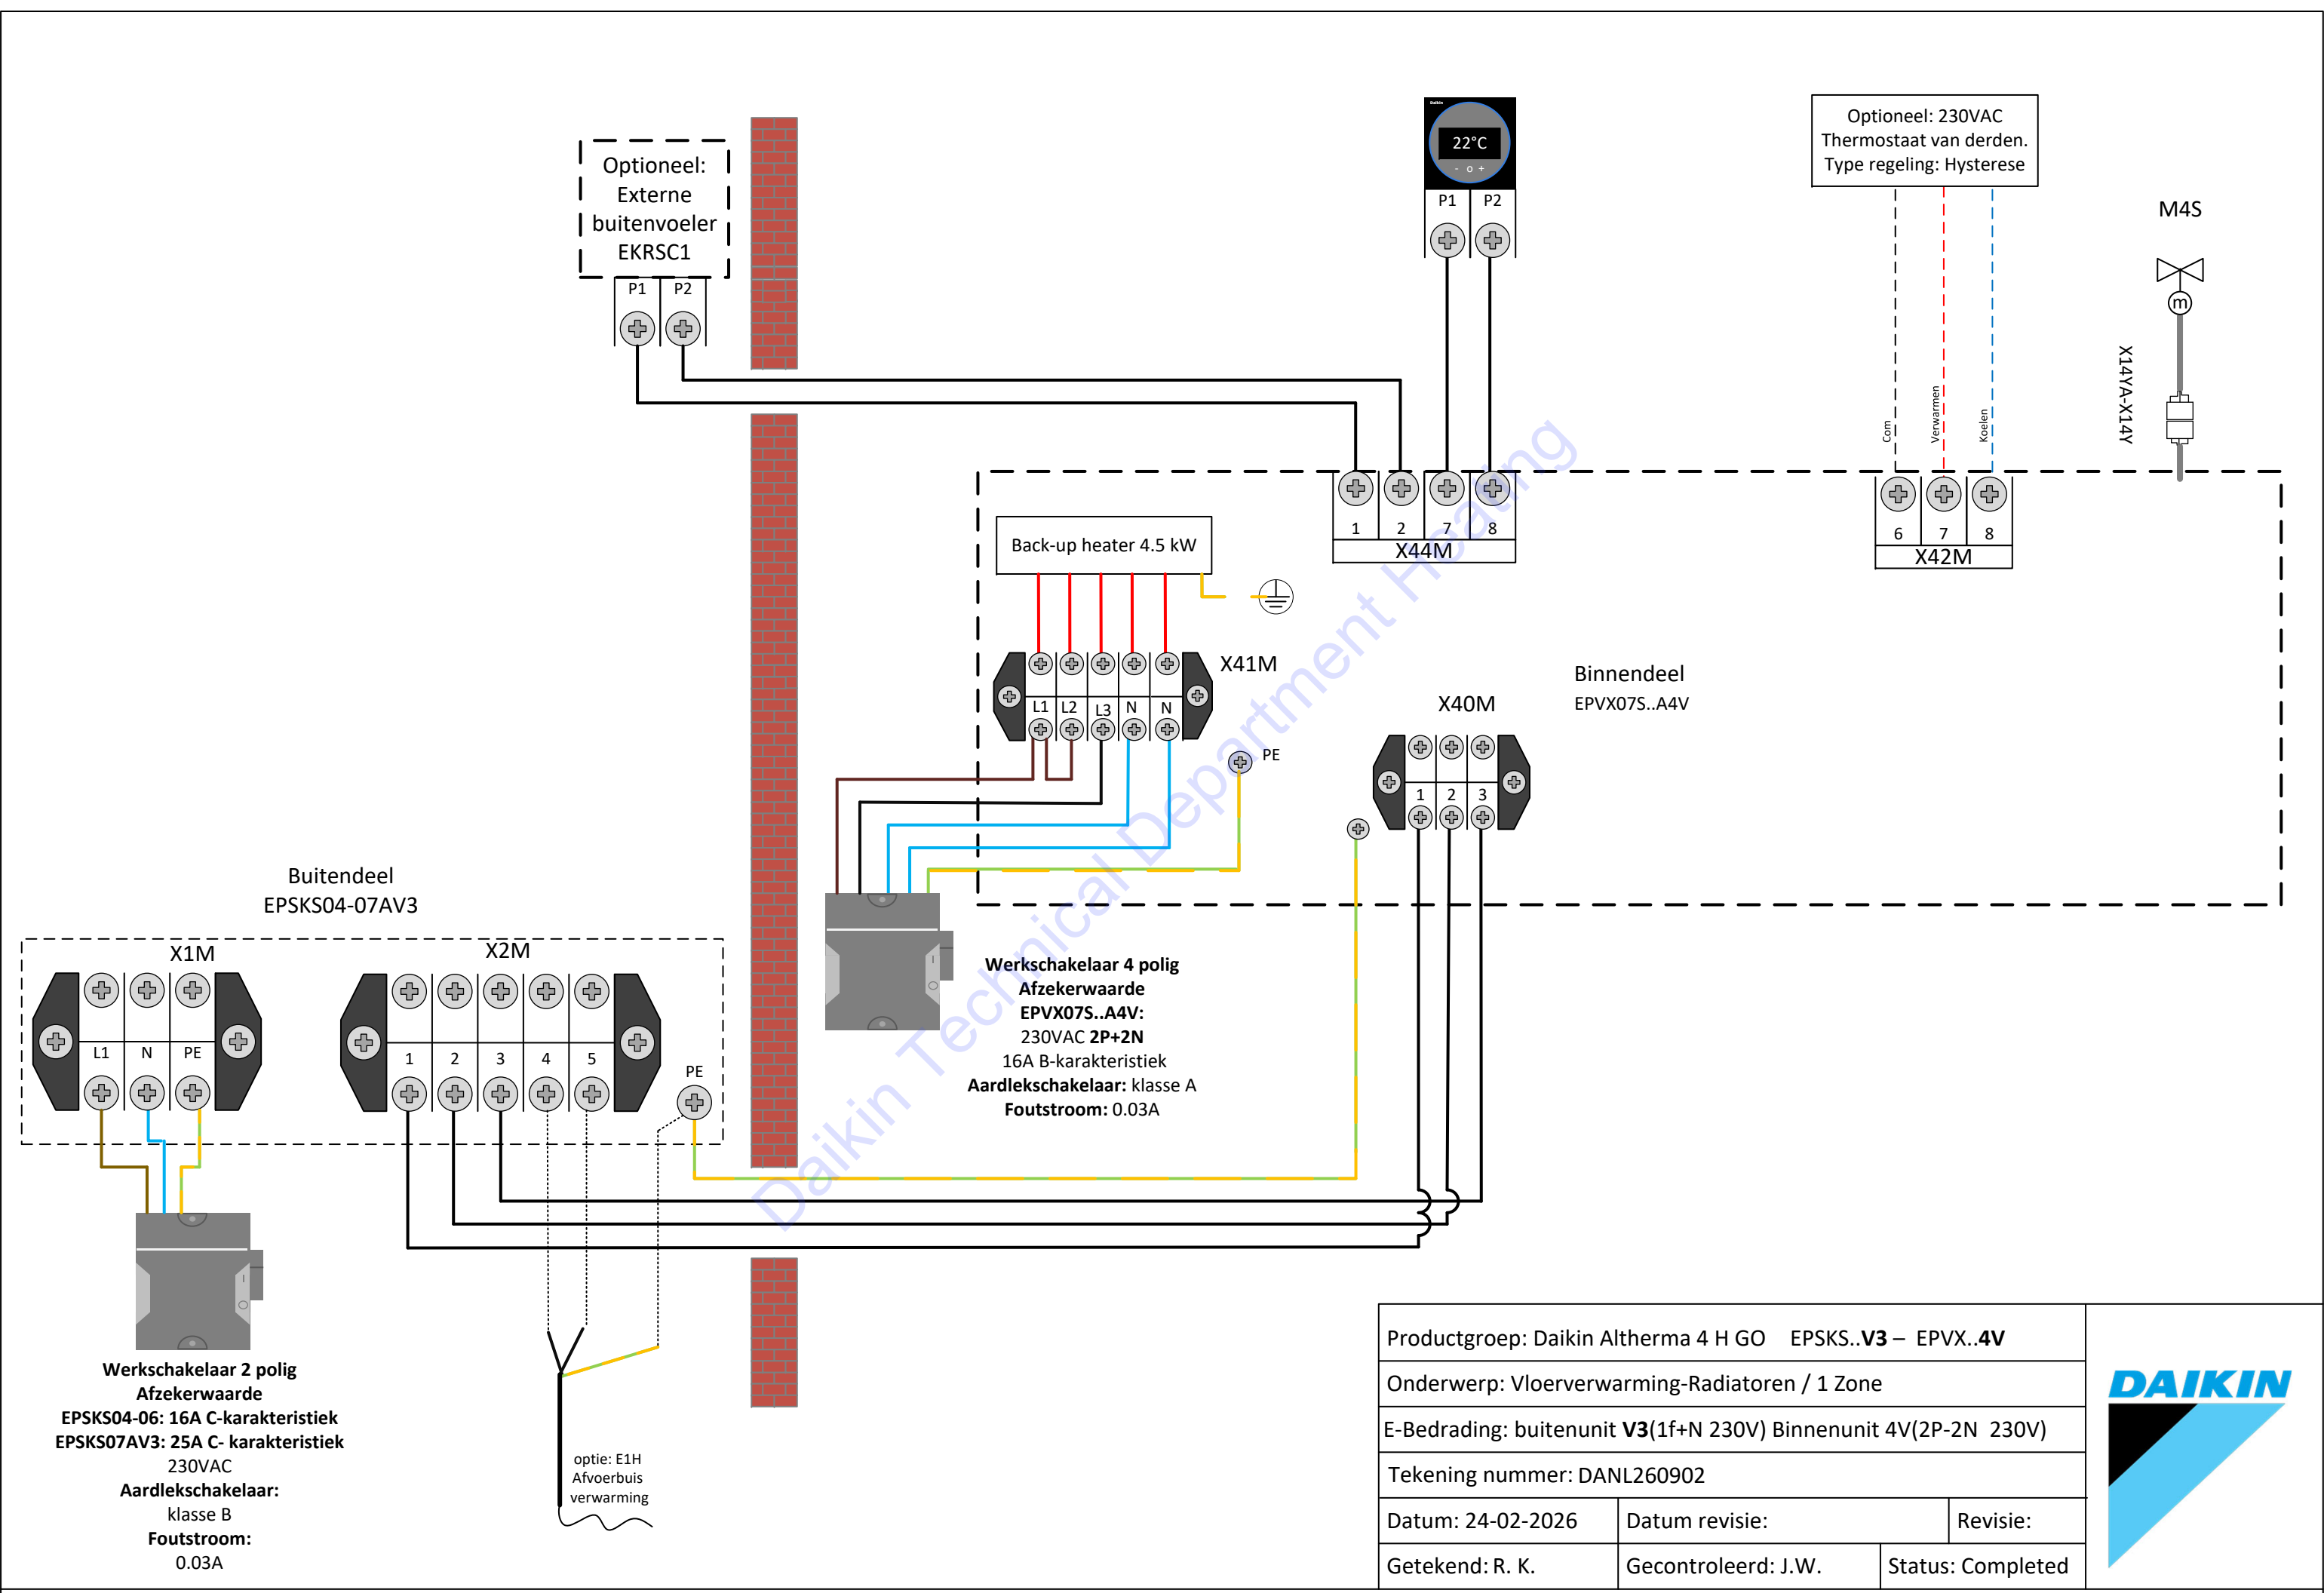 Optioneel:
Externe
buitenvoeler
EKRSC1
P1 P2
Daikin
22°C
- o +
P1 P2
Optioneel: 230VAC
Thermostaat van derden.
Type regeling: Hysterese
M4S
m
X14YA-X14Y
Com
Verwarmen
Koelen
1 2 7 8
X44M
6 7 8
X42M
Back-up heater 4.5 kW
X41M
L1 L2 L3 N N
PE
Binnendeel
EPVX07S..A4V
X40M
1 2 3
Buitendeel
EPSKS04-07AV3
X1M
L1 N PE
X2M
1 2 3 4 5
PE
Werkschakelaar 4 polig
Afzekerwaarde
EPVX07S..A4V:
230VAC 2P+2N
16A B-karakteristiek
Aardlekschakelaar: klasse A
Foutstroom: 0.03A
Werkschakelaar 2 polig
Afzekerwaarde
EPSKS04-06: 16A C-karakteristiek
EPSKS07AV3: 25A C- karakteristiek
230VAC
Aardlekschakelaar:
klasse B
Foutstroom:
0.03A
optie: E1H
Afvoerbuis
verwarming
Daikin Technical Department Heating
Productgroep: Daikin Altherma 4 H GO EPSKS..V3 – EPVX..4V
Onderwerp: Vloerverwarming-Radiatoren / 1 Zone
E-Bedrading: buitenunit V3(1f+N 230V) Binnenunit 4V(2P-2N 230V)
Tekening nummer: DANL260902
Datum: 24-02-2026 Datum revisie: Revisie:
Getekend: R. K. Gecontroleerd: J.W. Status: Completed
DAIKIN